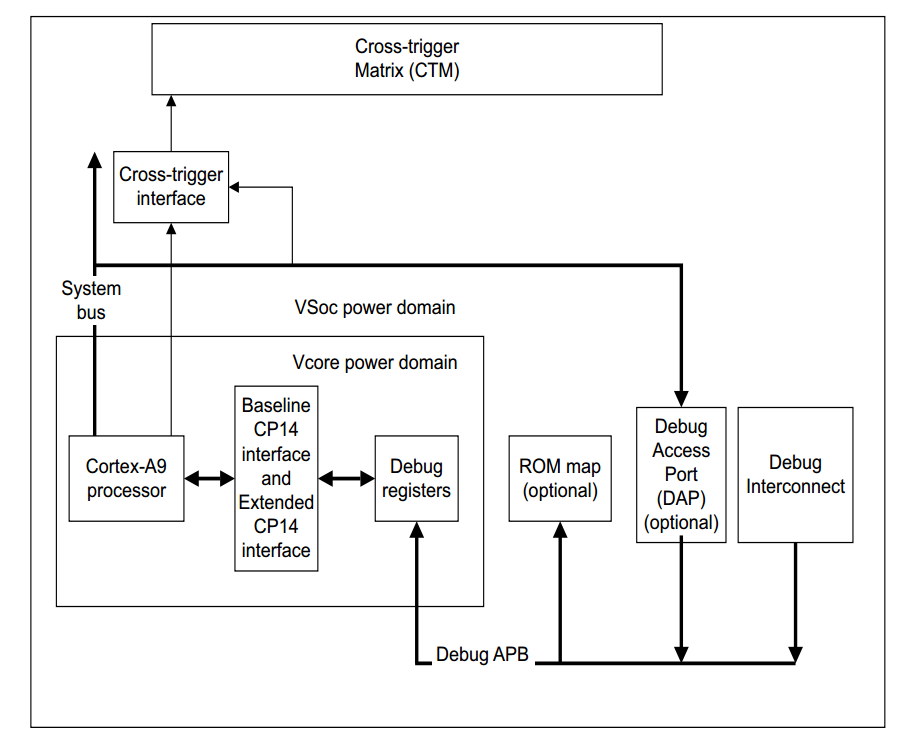 Cross-trigger
Matrix (CTM)
Cross-trigger
interface
System
bus
VSoc power domain
Vcore power domain
Baseline
CP14
interface
and
Extended
CP14
interface
Cortex-A9
processor
Debug
registers
ROM map
(optional)
Debug
Access
Port
(DAP)
(optional)
Debug
Interconnect
Debug APB